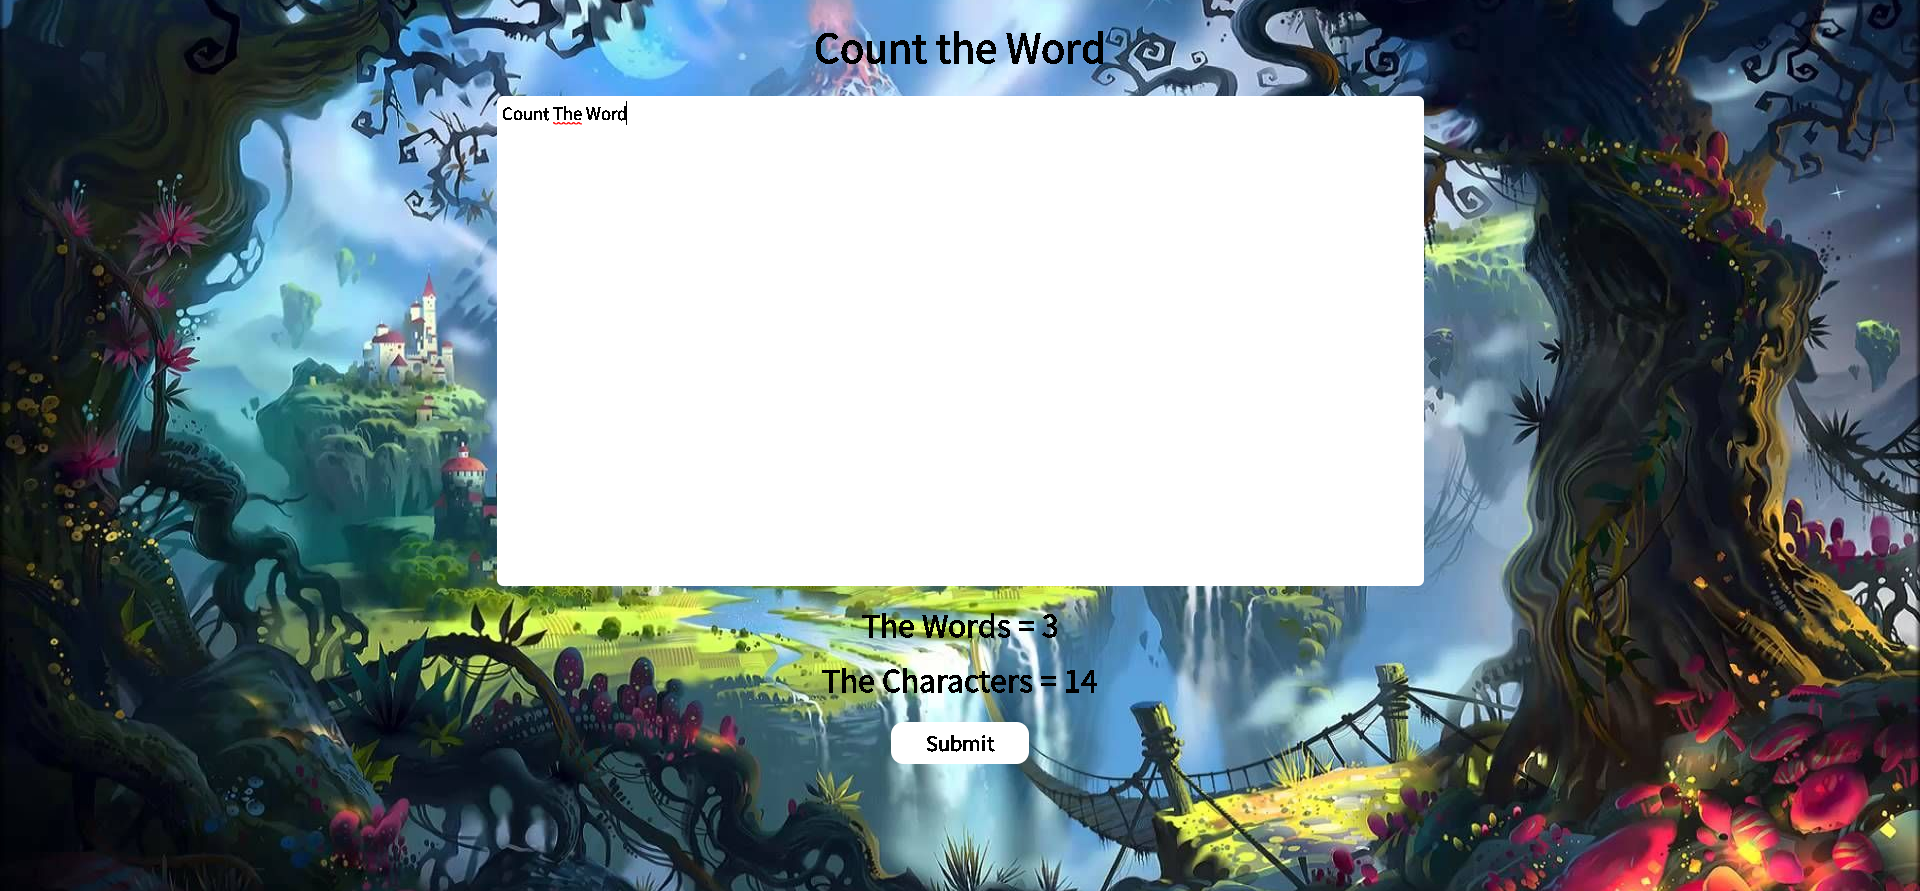 Count the Word
Count The Word
The Words = 3
The Characters = 14
Submit